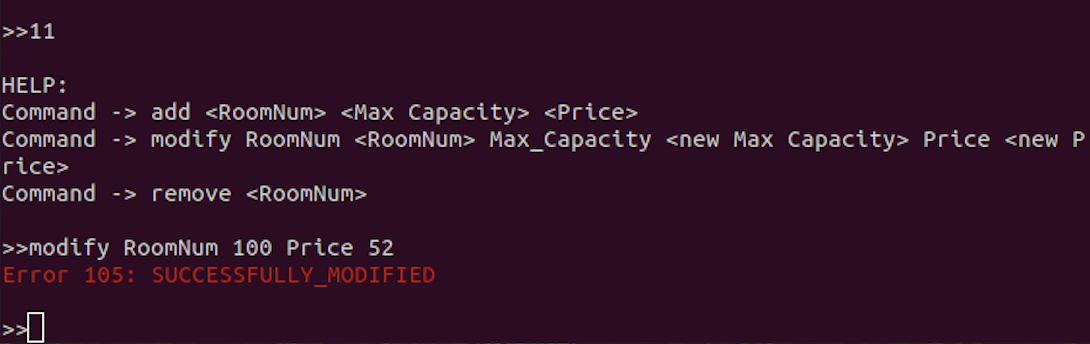 >>11
HELP:
Command -> add <RoomNum> <Max Capacity> <Price>
Command -> modify RoomNum <RoomNum> Max_Capacity <new Max Capacity> Price <new P
rice>
Command -> remove <RoomNum>
>>modify RoomNum 100 Price 52
Error 105: SUCCESSFULLY_MODIFIED
>>